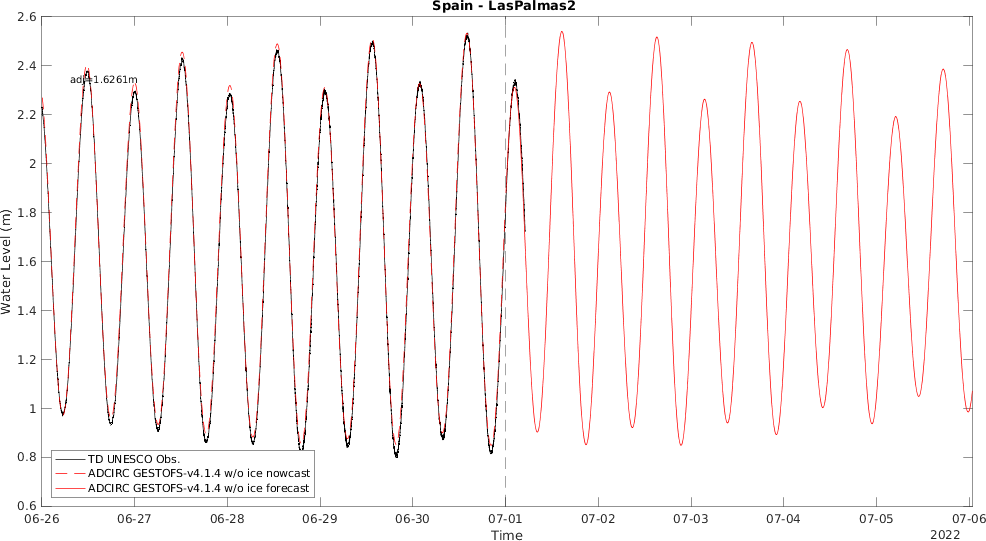 Spain - LasPalmas2
2.6
2.4
adj=1.6261m
2.2
2
1.8
Water Level (m)
1.6
1.4
1.2
1
0.8
TD UNESCO Obs.
ADCIRC GESTOFS-v4.1.4 w/o ice nowcast
ADCIRC GESTOFS-v4.1.4 w/o ice forecast
0.6
06-26 06-27 06-28 06-29 06-30 07-01 07-02 07-03 07-04 07-05 07-06
Time
2022